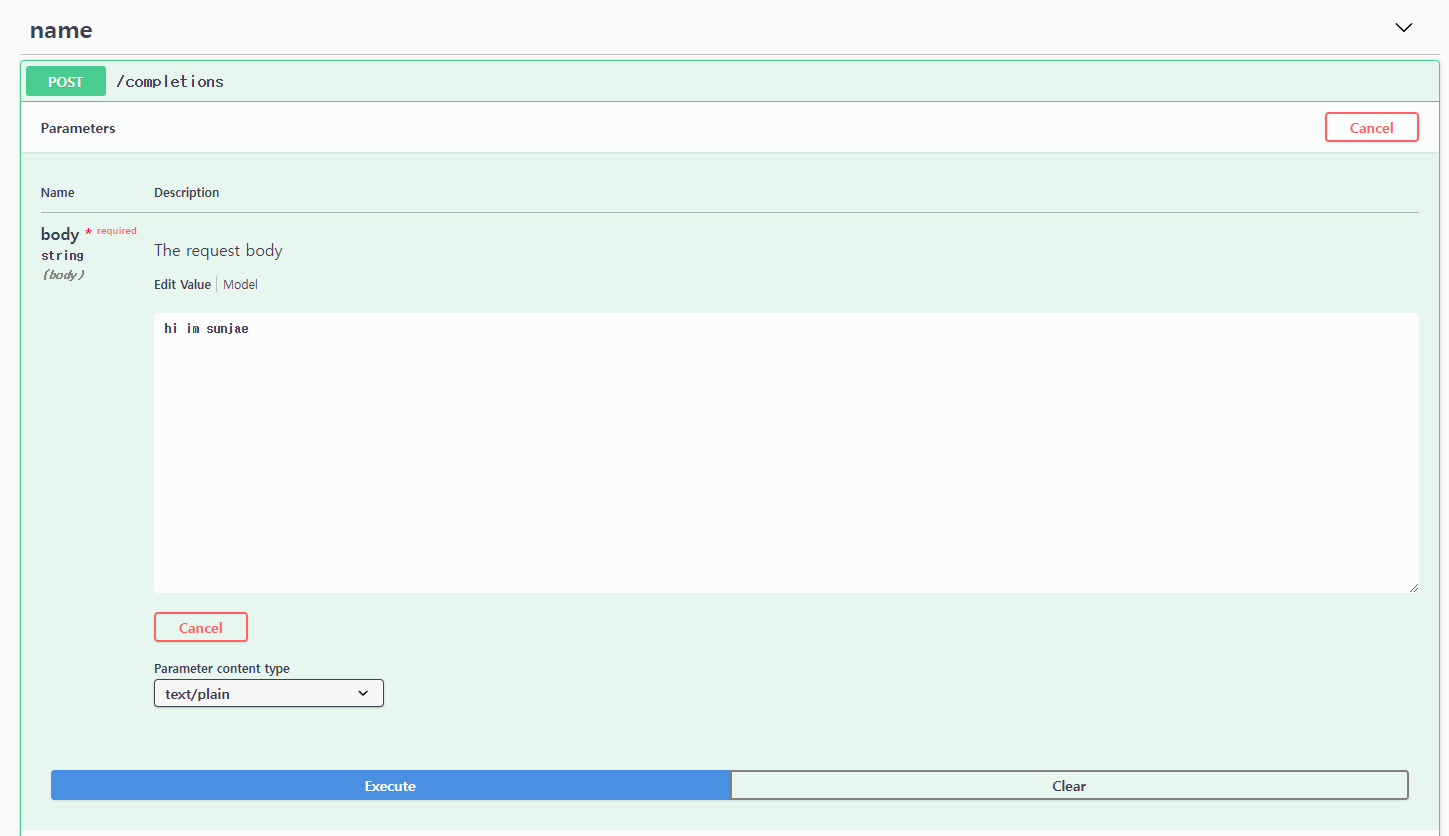 name
POST /completions
Parameters Cancel
Name Description
body * required
string
(body)
The request body
Edit Value Model
hi im sunjae
Cancel
Parameter content type
text/plain
Execute Clear